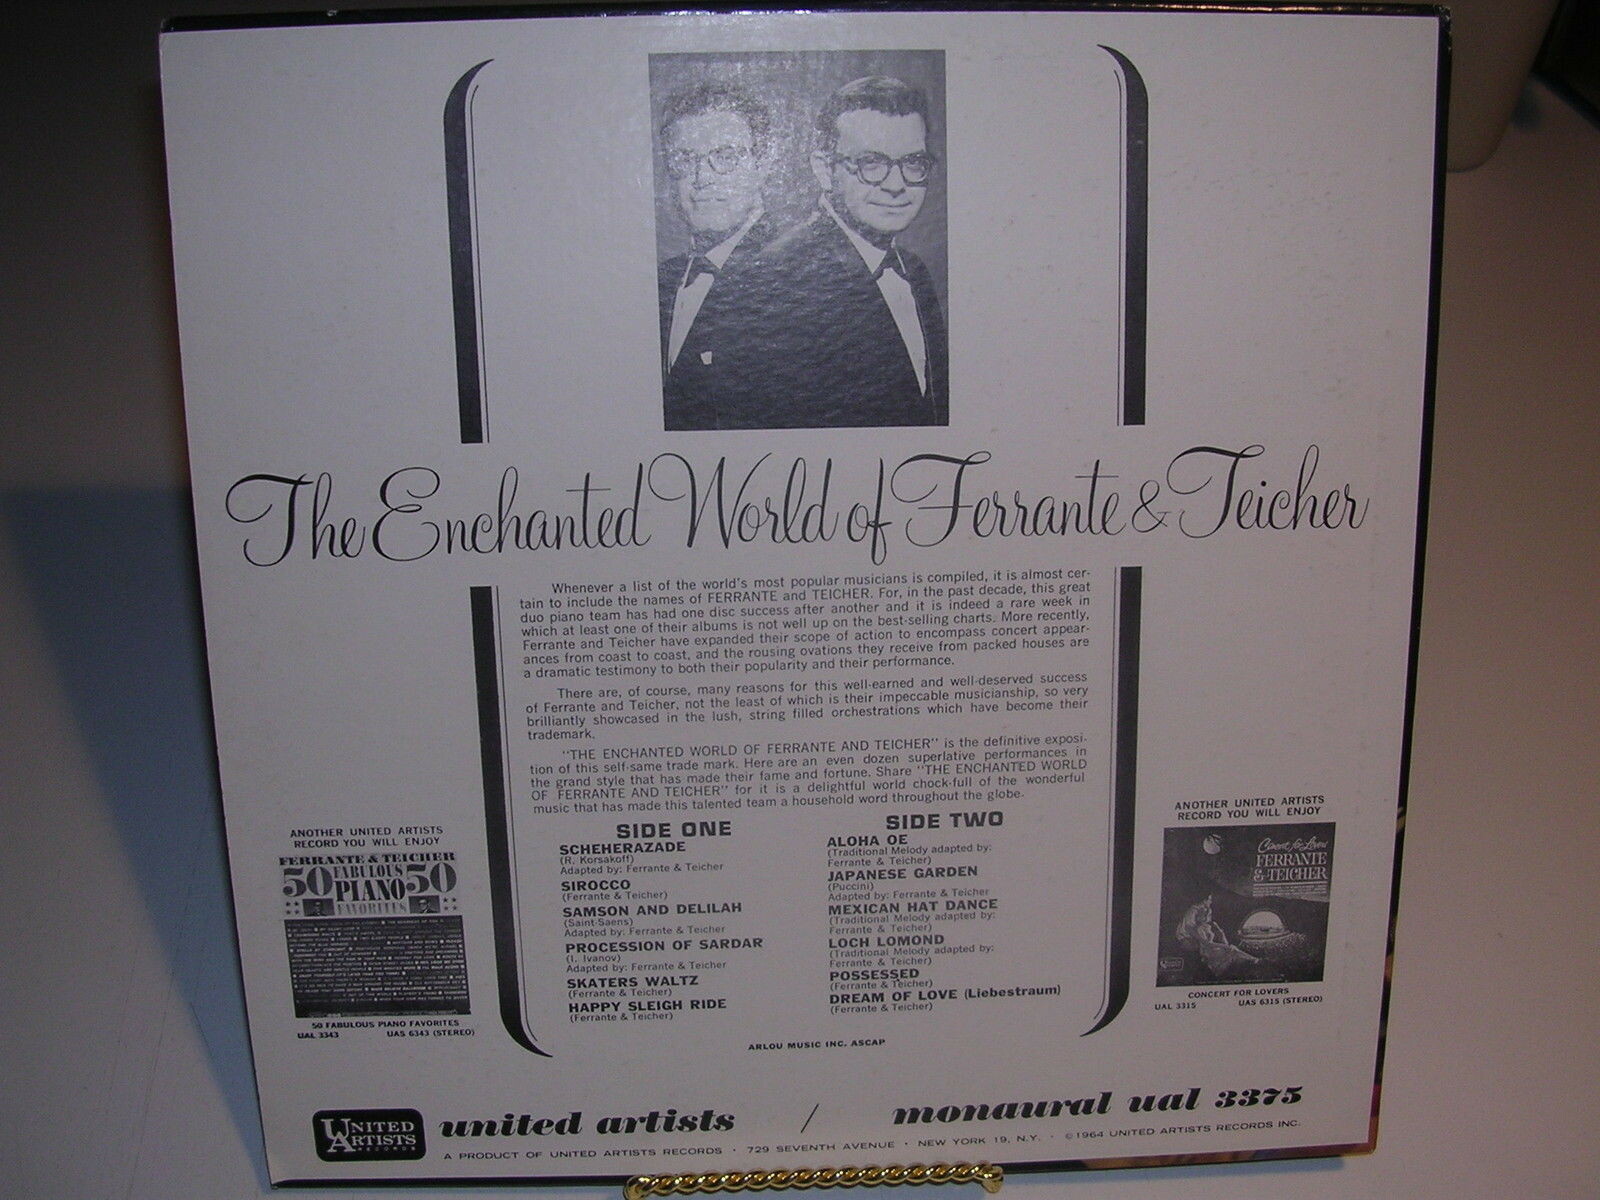 The Enchanted World of Ferrante & Teicher
Whenever a list of the world's most popular musicians is compiled, it is almost cer-
tain to include the names of FERRANTE and TEICHER. For, in the past decade, this great
duo piano team has had one disc success after another and it is indeed a rare week in
which at least one of their albums is not well up on the best-selling charts. More recently,
Ferrante and Teicher have expanded their scope of action to encompass concert appear-
ances from coast to coast, and the rousing ovations they receive from packed houses are
a dramatic testimony to both their popularity and their performance.
There are, of course, many reasons for this well-earned and well-deserved success
of Ferrante and Teicher, not the least of which is their impeccable musicianship, so very
brilliantly showcased in the lush, string filled orchestrations which have become their
trademark.
"THE ENCHANTED WORLD OF FERRANTE AND TEICHER" is the definitive exposi-
tion of this self-same trade mark. Here are an even dozen superlative performances in
the grand style that has made their fame and fortune. Share "THE ENCHANTED WORLD
OF FERRANTE AND TEICHER" for it is a delightful world chock-full of the wonderful
music that has made this talented team a household word throughout the globe.
SIDE ONE
SCHEHERAZADE
(R. Korsakoff)
Adapted by: Ferrante & Teicher
SIROCCO
(Ferrante & Teicher)
SAMSON AND DELILAH
(Saint-Saens)
Adapted by: Ferrante & Teicher
PROCESSION OF SARDAR
(I. Ivanov)
Adapted by: Ferrante & Teicher
SKATERS WALTZ
(Ferrante & Teicher)
HAPPY SLEIGH RIDE
(Ferrante & Teicher)
SIDE TWO
ALOHA OE
(Traditional Melody adapted by:
Ferrante & Teicher)
JAPANESE GARDEN
(Puccini)
Adapted by: Ferrante & Teicher
MEXICAN HAT DANCE
(Traditional Melody adapted by:
Ferrante & Teicher)
LOCH LOMOND
(Traditional Melody adapted by:
Ferrante & Teicher)
POSSESSED
(Ferrante & Teicher)
DREAM OF LOVE (Liebestraum)
(Ferrante & Teicher)
ARLOU MUSIC INC. ASCAP
ANOTHER UNITED ARTISTS
RECORD YOU WILL ENJOY
FERRANTE & TEICHER
50 FABULOUS PIANO 50
FAVORITES
50 FABULOUS PIANO FAVORITES
UAL 3343 UAS 6343 (STEREO)
ANOTHER UNITED ARTISTS
RECORD YOU WILL ENJOY
Concert for Lovers
FERRANTE
& TEICHER
CONCERT FOR LOVERS
UAL 3315 UAS 6315 (STEREO)
UNITED
ARTISTS
RECORDS
united artists / monaural ual 3375
A PRODUCT OF UNITED ARTISTS RECORDS · 729 SEVENTH AVENUE · NEW YORK 19, N.Y. · ©1964 UNITED ARTISTS RECORDS INC.